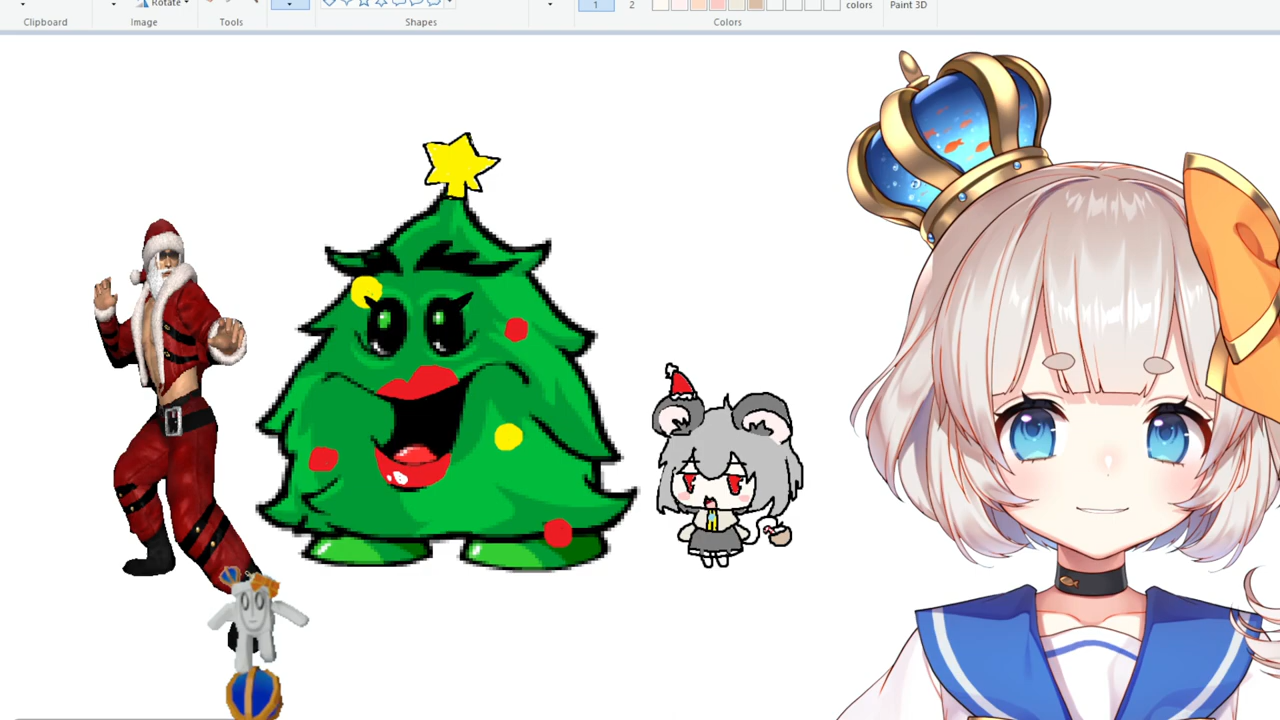 Rotate
1
2
colors
Paint 3D
Clipboard
Image
Tools
Shapes
Colors